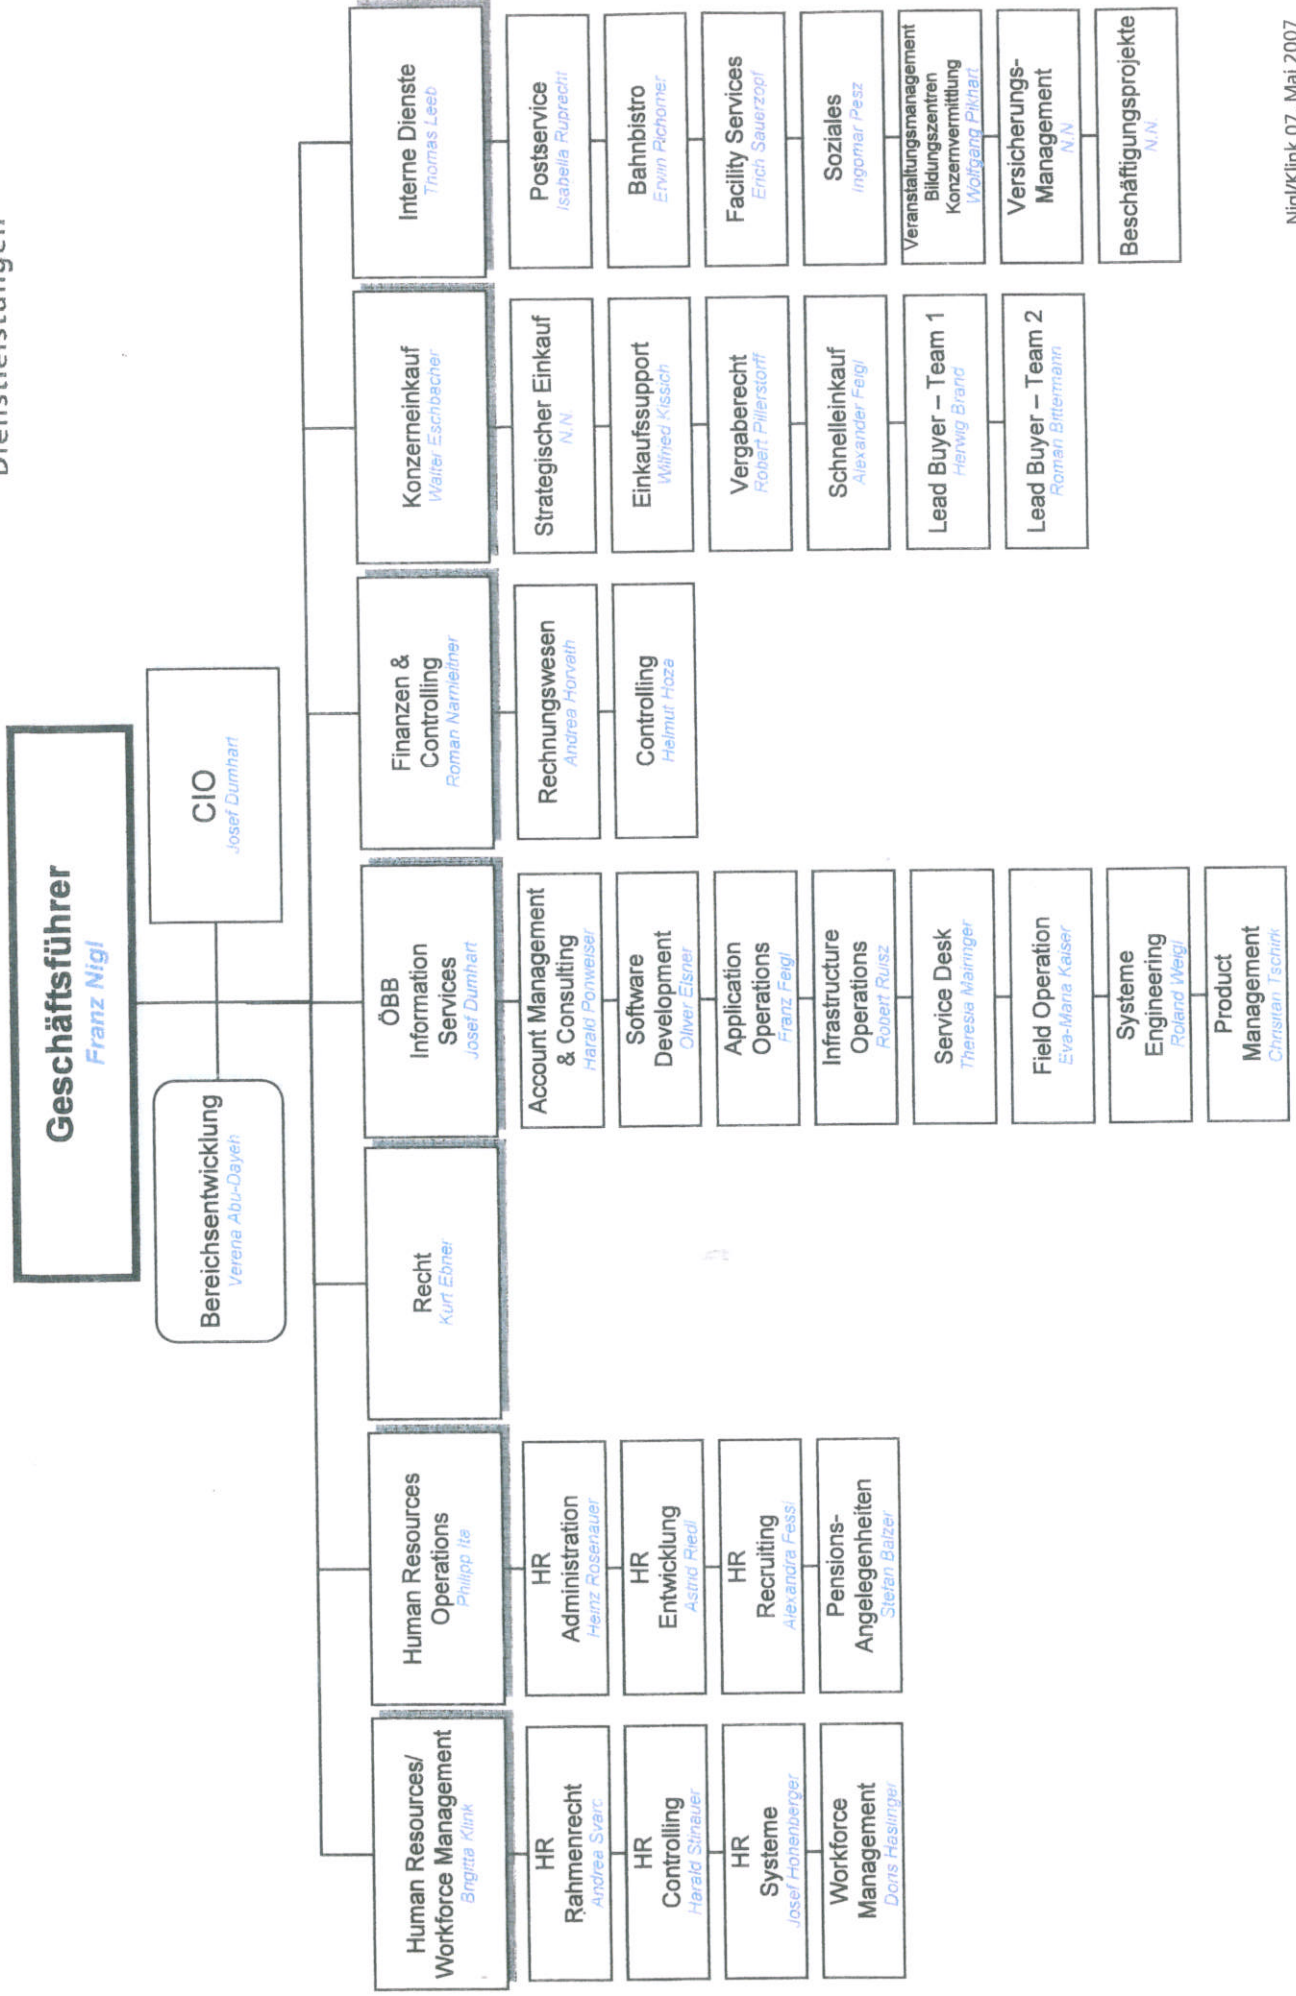 Dienstleistungen
Geschäftsführer
Franz Nigl
Bereichsentwicklung
Verena Abu-Dayeh
CIO
Josef Dumhart
Human Resources/
Workforce Management
Brigitta Klink
HR
Rahmenrecht
Andrea Svarc
HR
Controlling
Harald Stinauer
HR
Systeme
Josef Hohenberger
Workforce
Management
Doris Haslinger
Human Resources
Operations
Philipp Ita
HR
Administration
Heinz Rosenauer
HR
Entwicklung
Astrid Riedl
HR
Recruiting
Alexandra Fessl
Pensions-
Angelegenheiten
Stefan Balzer
Recht
Kurt Ebner
ÖBB
Information
Services
Josef Dumhart
Account Management
& Consulting
Harald Ponweiser
Software
Development
Oliver Elsner
Application
Operations
Franz Feigl
Infrastructure
Operations
Robert Ruisz
Service Desk
Theresia Mairinger
Field Operation
Eva-Maria Kaiser
Systeme
Engineering
Roland Weigl
Product
Management
Chrisitan Tschirk
Finanzen &
Controlling
Roman Narnleitner
Rechnungswesen
Andrea Horvath
Controlling
Helmut Hoza
Konzerneinkauf
Walter Eschbacher
Strategischer Einkauf
N.N.
Einkaufssupport
Wilfried Kissich
Vergaberecht
Robert Pillerstorff
Schnelleinkauf
Alexander Feigl
Lead Buyer – Team 1
Herwig Brand
Lead Buyer – Team 2
Roman Bittermann
Interne Dienste
Thomas Leeb
Postservice
Isabella Ruprecht
Bahnbistro
Erwin Pichorner
Facility Services
Erich Sauerzopf
Soziales
Ingomar Pesz
Veranstaltungsmanagement
Bildungszentren
Konzernvermittlung
Wolfgang Pikhart
Versicherungs-
Management
N.N
Beschäftigungsprojekte
N.N.
Nigl/Klink 07. Mai 2007